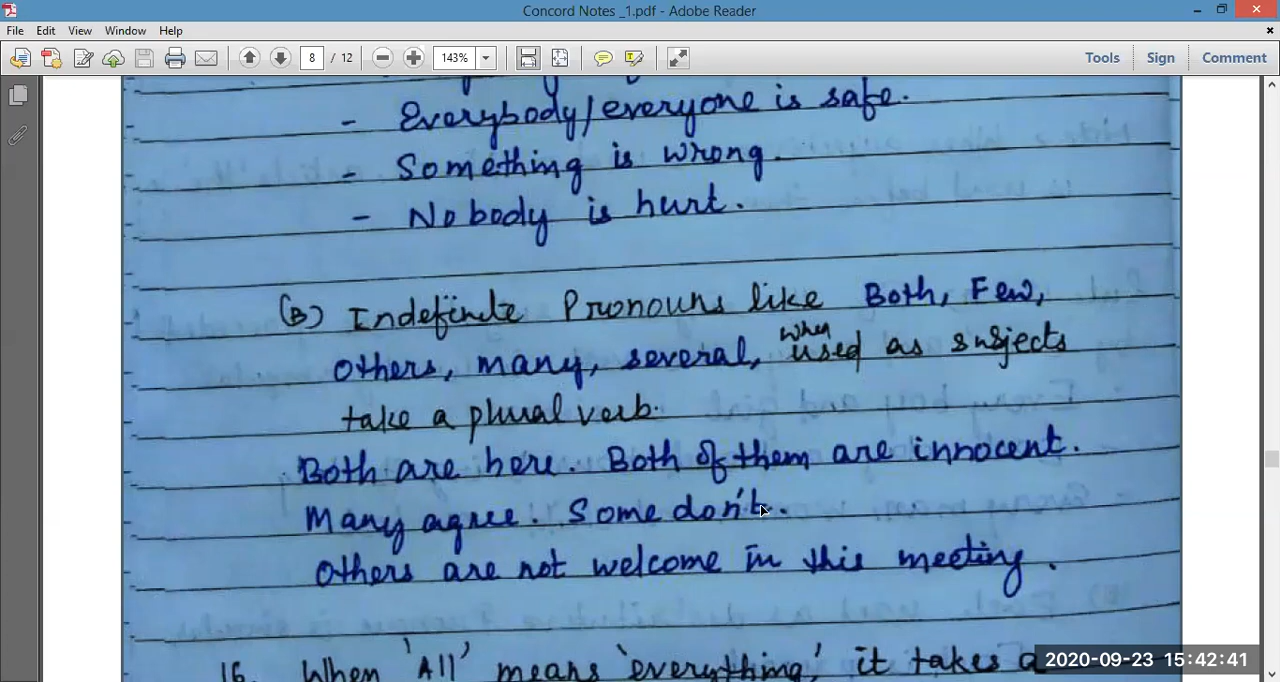 Concord Notes _1.pdf - Adobe Reader
File Edit View Window Help
8 / 12 143% Tools Sign Comment
- Everybody/everyone is safe.
- Something is wrong.
- Nobody is hurt.
(B) Indefinite Pronouns like Both, Few,
others, many, several, when used as subjects
take a plural verb.
Both are here. Both of them are innocent.
Many agree. Some don't.
Others are not welcome in this meeting.
16. When 'All' means 'everything', it takes a
2020-09-23 15:42:41